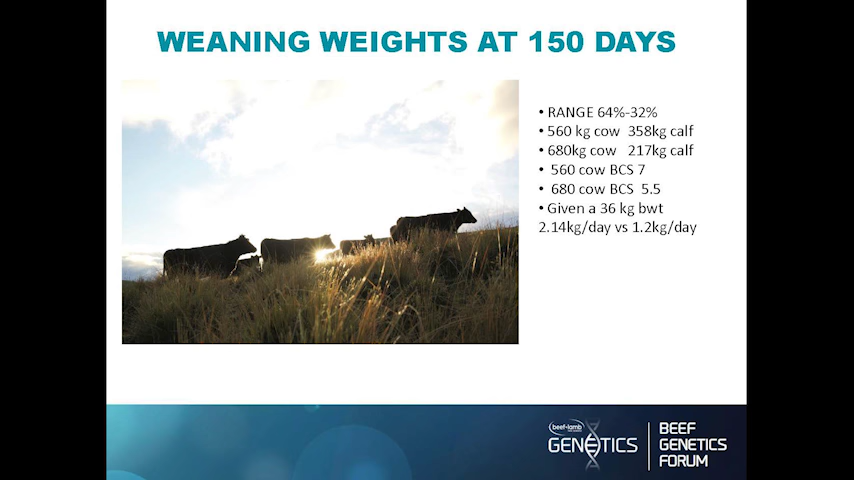 WEANING WEIGHTS AT 150 DAYS
• RANGE 64%-32%
• 560 kg cow 358kg calf
• 680kg cow 217kg calf
• 560 cow BCS 7
• 680 cow BCS 5.5
• Given a 36 kg bwt
2.14kg/day vs 1.2kg/day
beef+lamb
GENETICS
BEEF
GENETICS
FORUM